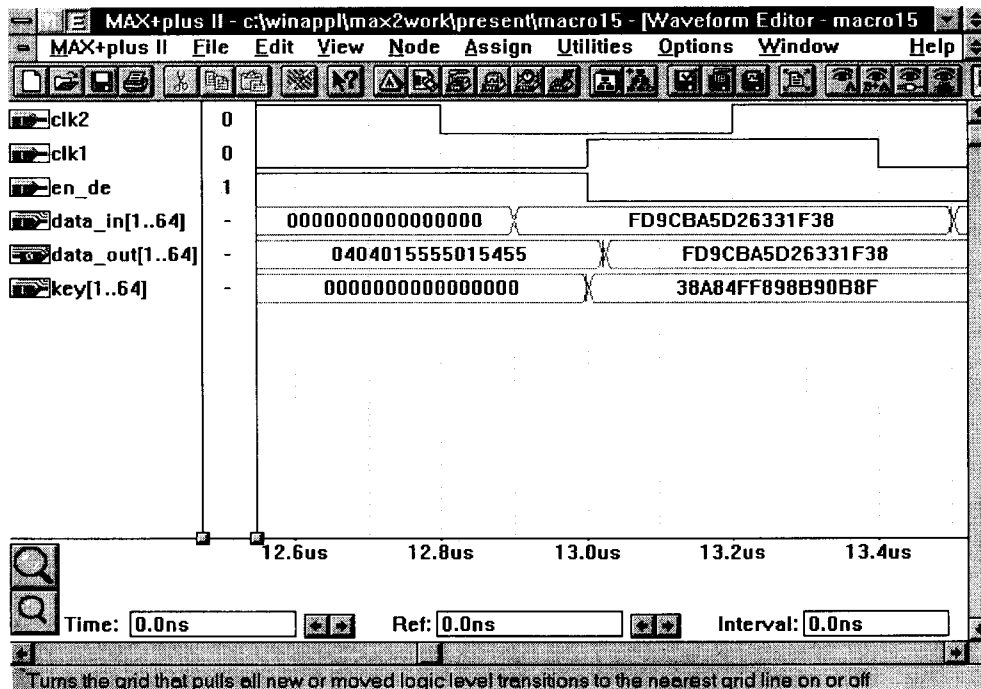 MAX+plus II - c:\winappl\max2work\present\macro15 - [Waveform Editor - macro15
MAX+plus II File Edit View Node Assign Utilities Options Window Help
clk2 0
clk1 0
en_de 1
data_in[1..64] - 0000000000000000 FD9CBA5D26331F38
data_out[1..64] - 0404015555015455 FD9CBA5D26331F38
key[1..64] - 0000000000000000 38A84FF898B90B8F
12.6us 12.8us 13.0us 13.2us 13.4us
Time: 0.0ns Ref: 0.0ns Interval: 0.0ns
Turns the grid that pulls all new or moved logic level transitions to the nearest grid line on or off